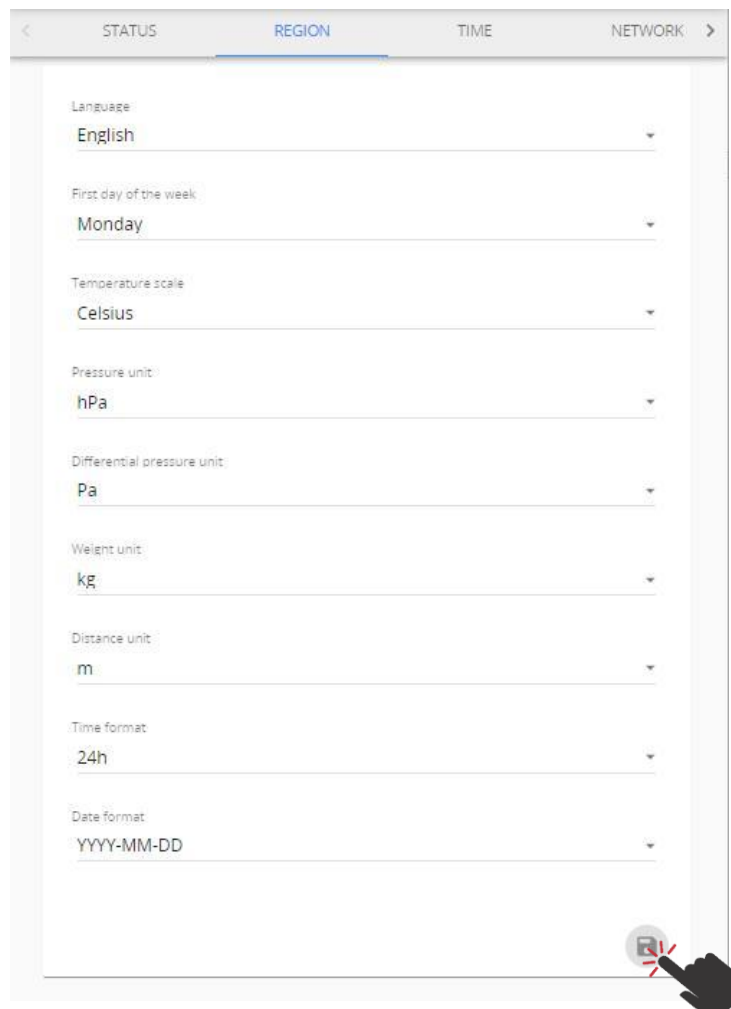 STATUS REGION TIME NETWORK
Language
English
First day of the week
Monday
Temperature scale
Celsius
Pressure unit
hPa
Differential pressure unit
Pa
Weight unit
kg
Distance unit
m
Time format
24h
Date format
YYYY-MM-DD